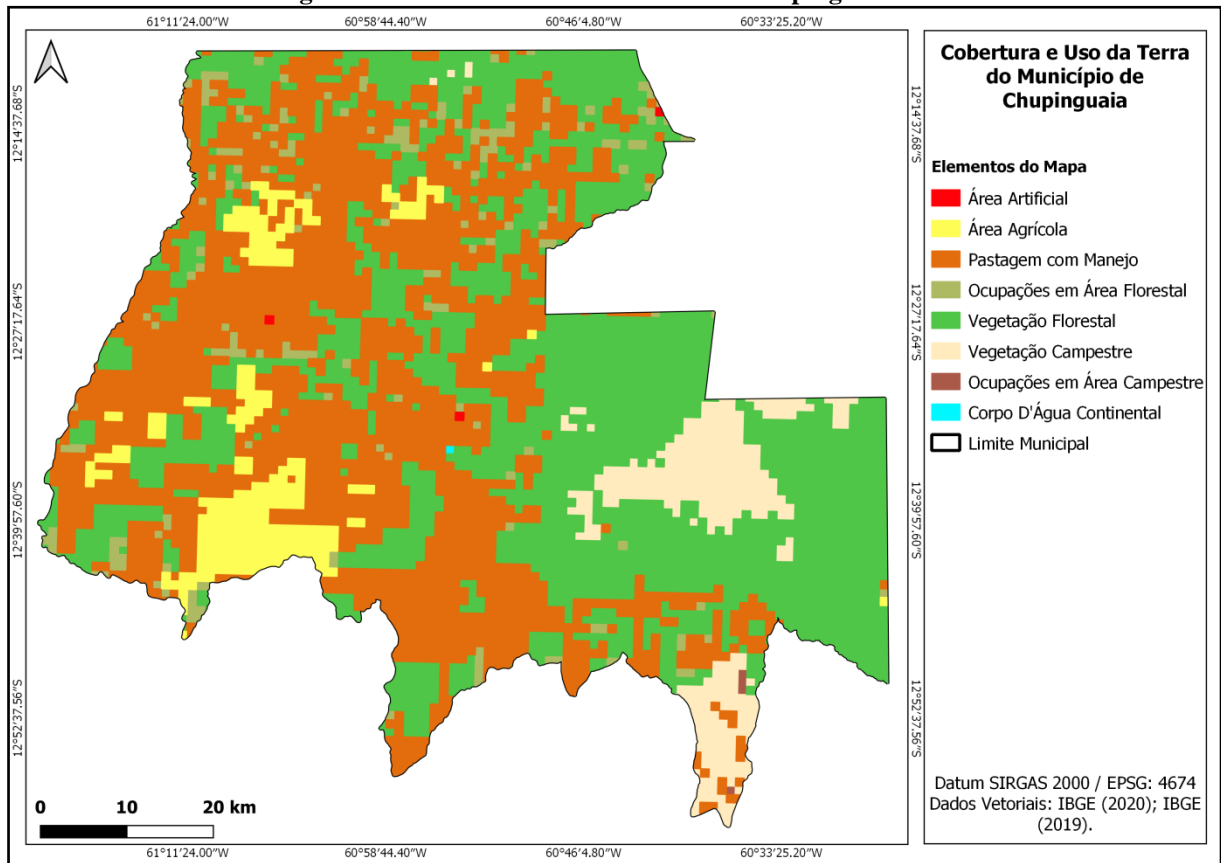 61°11′24.00″W 60°58′44.40″W 60°46′4.80″W 60°33′25.20″W
12°14′37.68″S
12°27′17.64″S
12°39′57.60″S
12°52′37.56″S
12°14′37.68″S
12°27′17.64″S
12°39′57.60″S
12°52′37.56″S
0 10 20 km
61°11′24.00″W 60°58′44.40″W 60°46′4.80″W 60°33′25.20″W
Cobertura e Uso da Terra
do Município de
Chupinguaia
Elementos do Mapa
Área Artificial
Área Agrícola
Pastagem com Manejo
Ocupações em Área Florestal
Vegetação Florestal
Vegetação Campestre
Ocupações em Área Campestre
Corpo D'Água Continental
Limite Municipal
Datum SIRGAS 2000 / EPSG: 4674
Dados Vetoriais: IBGE (2020); IBGE
(2019).